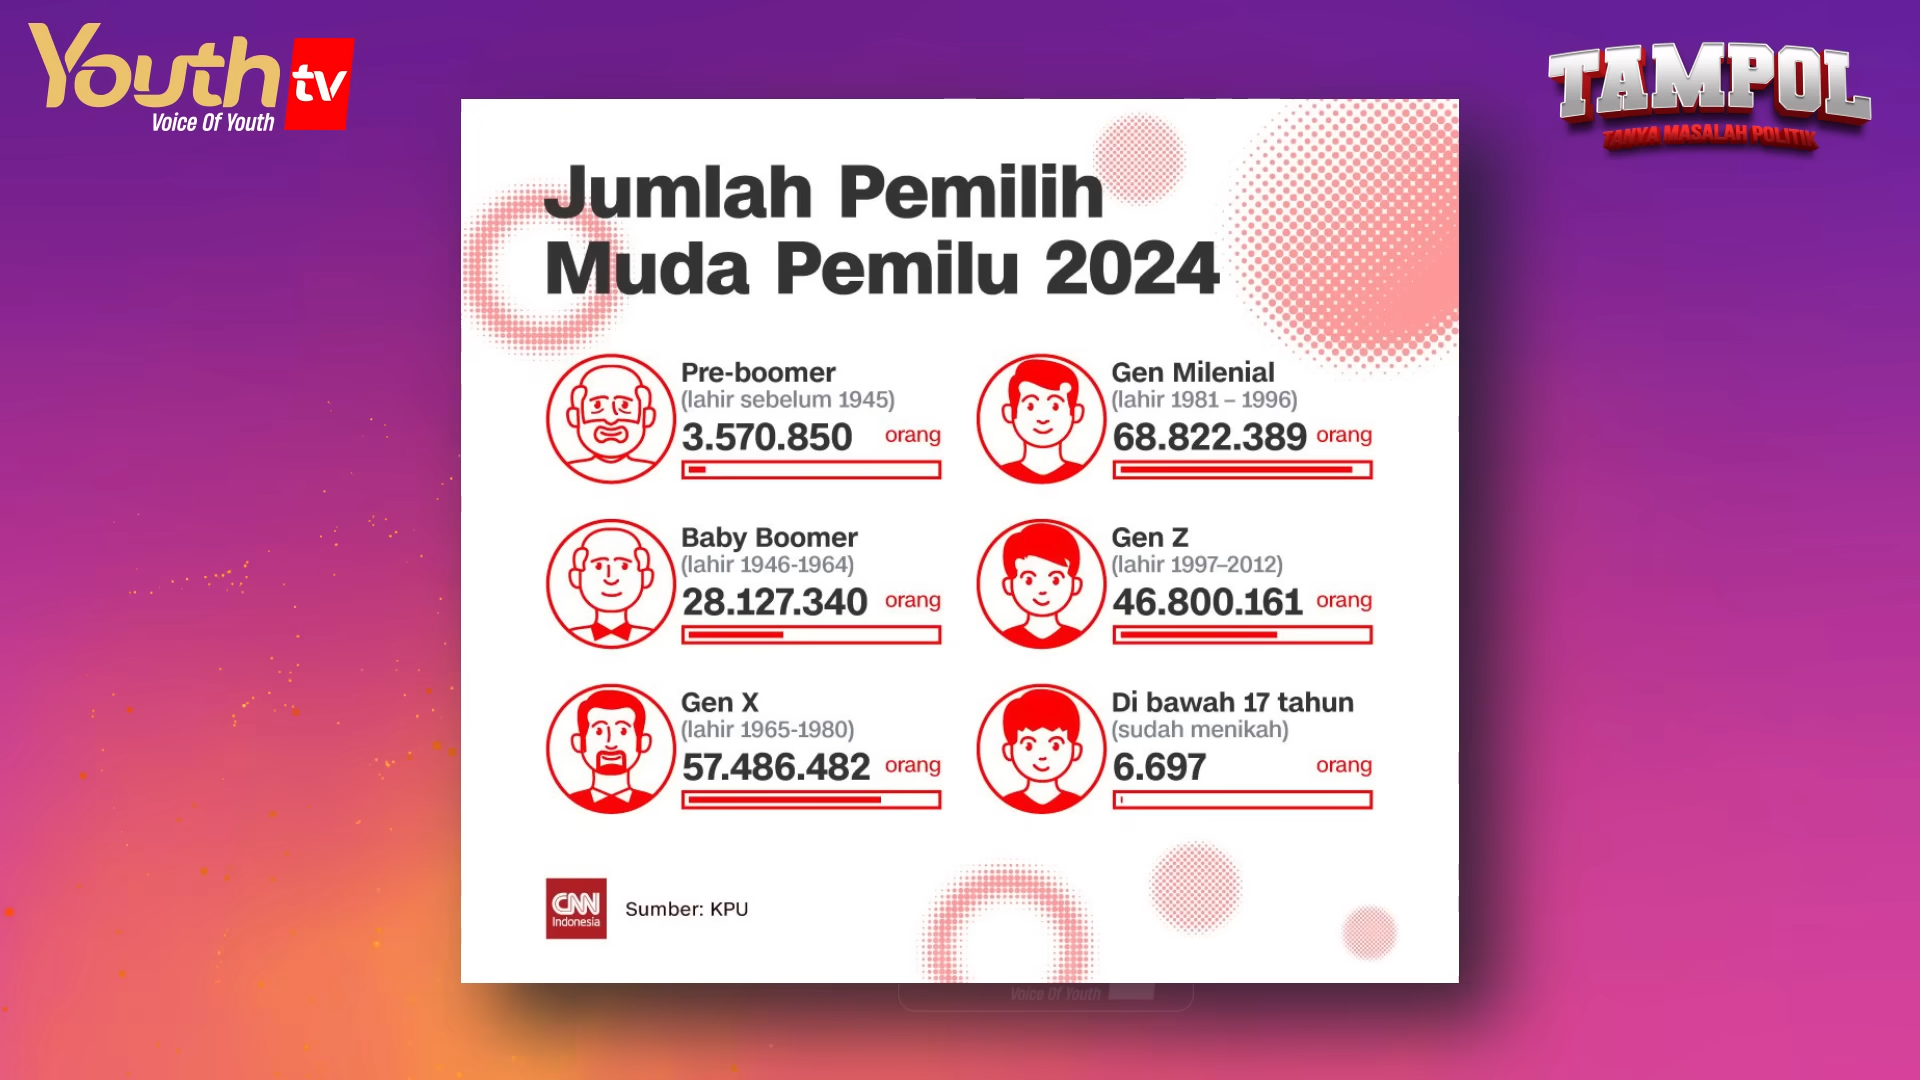 Youth tv
Voice Of Youth
TAMPOL
TANYA MASALAH POLITIK
Jumlah Pemilih
Muda Pemilu 2024
Pre-boomer
(lahir sebelum 1945)
3.570.850 orang
Baby Boomer
(lahir 1946-1964)
28.127.340 orang
Gen X
(lahir 1965-1980)
57.486.482 orang
Gen Milenial
(lahir 1981 – 1996)
68.822.389 orang
Gen Z
(lahir 1997–2012)
46.800.161 orang
Di bawah 17 tahun
(sudah menikah)
6.697 orang
CNN
Indonesia
Sumber: KPU
Voice Of Youth